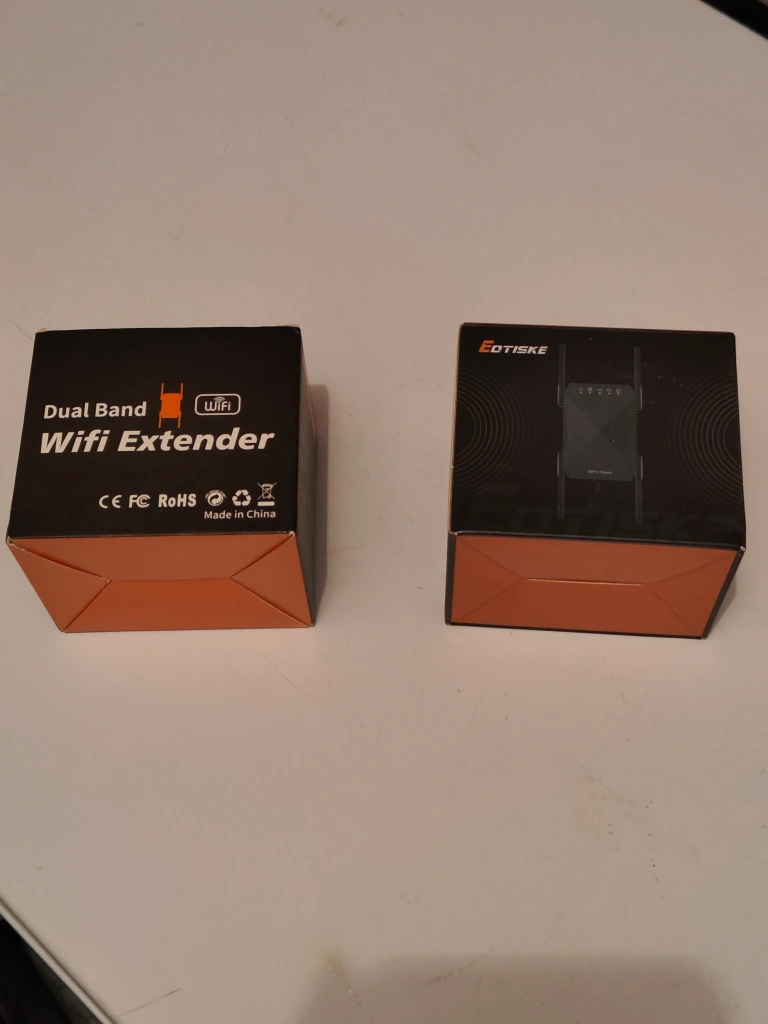 Dual Band WiFi
Wifi Extender
CE FC RoHS
Made in China
EOTISKE